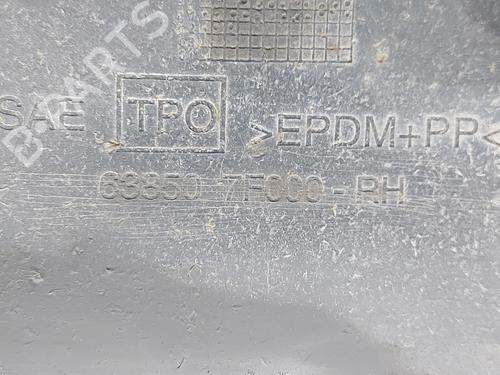 B-PARTS
SAE TPO >EPDM+PP<
63850-7F000-RH